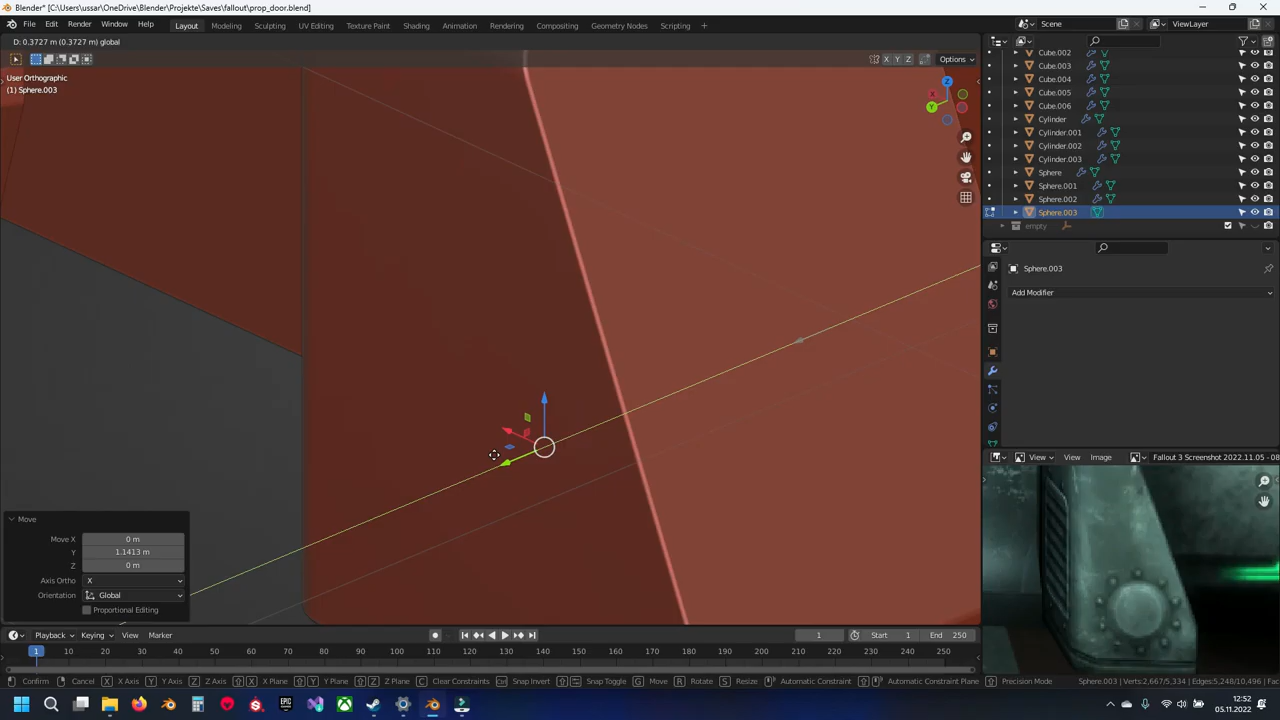 Blender* [C:\Users\ussar\OneDrive\Blender\Projekte\Saves\fallout\prop_door.blend]
File Edit Render Window Help Layout Modeling Sculpting UV Editing Texture Paint Shading Animation Rendering Compositing Geometry Nodes Scripting + Scene ViewLayer
D: 0.3727 m (0.3727 m) global
X Y Z Options
User Orthographic
(1) Sphere.003
Z
X
Y
Cube.002
Cube.003
Cube.004
Cube.005
Cube.006
Cylinder
Cylinder.001
Cylinder.002
Cylinder.003
Sphere
Sphere.001
Sphere.002
Sphere.003
empty
Sphere.003
Add Modifier
View View Image Fallout 3 Screenshot 2022.11.05 - 08
Move
Move X 0 m
Y 1.1413 m
Z 0 m
Axis Ortho X
Orientation Global
Proportional Editing
Playback Keying View Marker 1 Start 1 End 250
1 10 20 30 40 50 60 70 80 90 100 110 120 130 140 150 160 170 180 190 200 210 220 230 240 250
Confirm Cancel X X Axis Y Y Axis Z Z Axis X X Plane Y Y Plane Z Z Plane C Clear Constraints Snap Invert Snap Toggle G Move R Rotate S Resize Automatic Constraint Automatic Constraint Plane Precision Mode Sphere.003 | Verts:2,667/5,334 | Edges:5,248/10,496 | Fac
12:52
05.11.2022